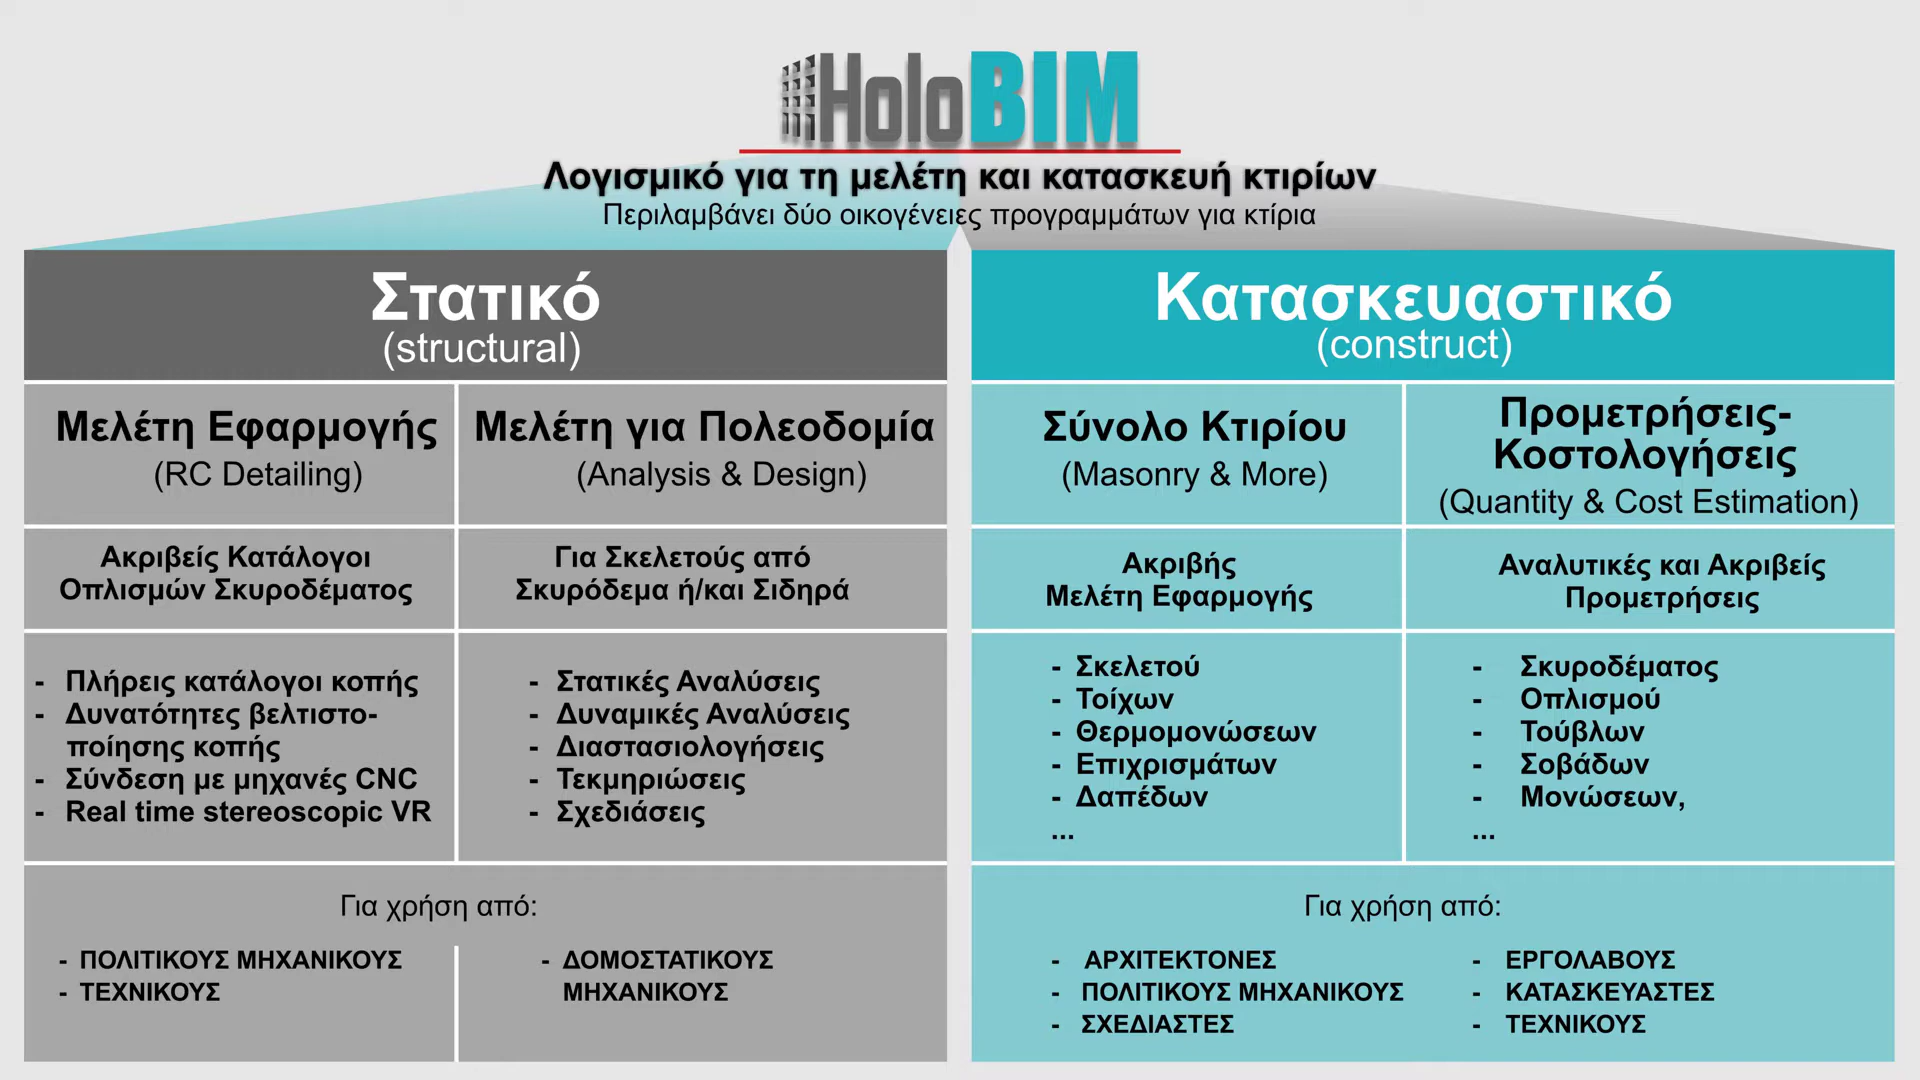 HoloBIM
Λογισμικό για τη μελέτη και κατασκευή κτιρίων
Περιλαμβάνει δύο οικογένειες προγραμμάτων για κτίρια
Στατικό
(structural)
Μελέτη Εφαρμογής
(RC Detailing)
Μελέτη για Πολεοδομία
(Analysis & Design)
Ακριβείς Κατάλογοι
Οπλισμών Σκυροδέματος
Για Σκελετούς από
Σκυρόδεμα ή/και Σιδηρά
- Πλήρεις κατάλογοι κοπής
- Δυνατότητες βελτιστο-
ποίησης κοπής
- Σύνδεση με μηχανές CNC
- Real time stereoscopic VR
- Στατικές Αναλύσεις
- Δυναμικές Αναλύσεις
- Διαστασιολογήσεις
- Τεκμηριώσεις
- Σχεδιάσεις
Για χρήση από:
- ΠΟΛΙΤΙΚΟΥΣ ΜΗΧΑΝΙΚΟΥΣ
- ΤΕΧΝΙΚΟΥΣ
- ΔΟΜΟΣΤΑΤΙΚΟΥΣ
ΜΗΧΑΝΙΚΟΥΣ
Κατασκευαστικό
(construct)
Σύνολο Κτιρίου
(Masonry & More)
Προμετρήσεις-
Κοστολογήσεις
(Quantity & Cost Estimation)
Ακριβής
Μελέτη Εφαρμογής
Αναλυτικές και Ακριβείς
Προμετρήσεις
- Σκελετού
- Τοίχων
- Θερμομονώσεων
- Επιχρισμάτων
- Δαπέδων
...
- Σκυροδέματος
- Οπλισμού
- Τούβλων
- Σοβάδων
- Μονώσεων,
...
Για χρήση από:
- ΑΡΧΙΤΕΚΤΟΝΕΣ
- ΠΟΛΙΤΙΚΟΥΣ ΜΗΧΑΝΙΚΟΥΣ
- ΣΧΕΔΙΑΣΤΕΣ
- ΕΡΓΟΛΑΒΟΥΣ
- ΚΑΤΑΣΚΕΥΑΣΤΕΣ
- ΤΕΧΝΙΚΟΥΣ